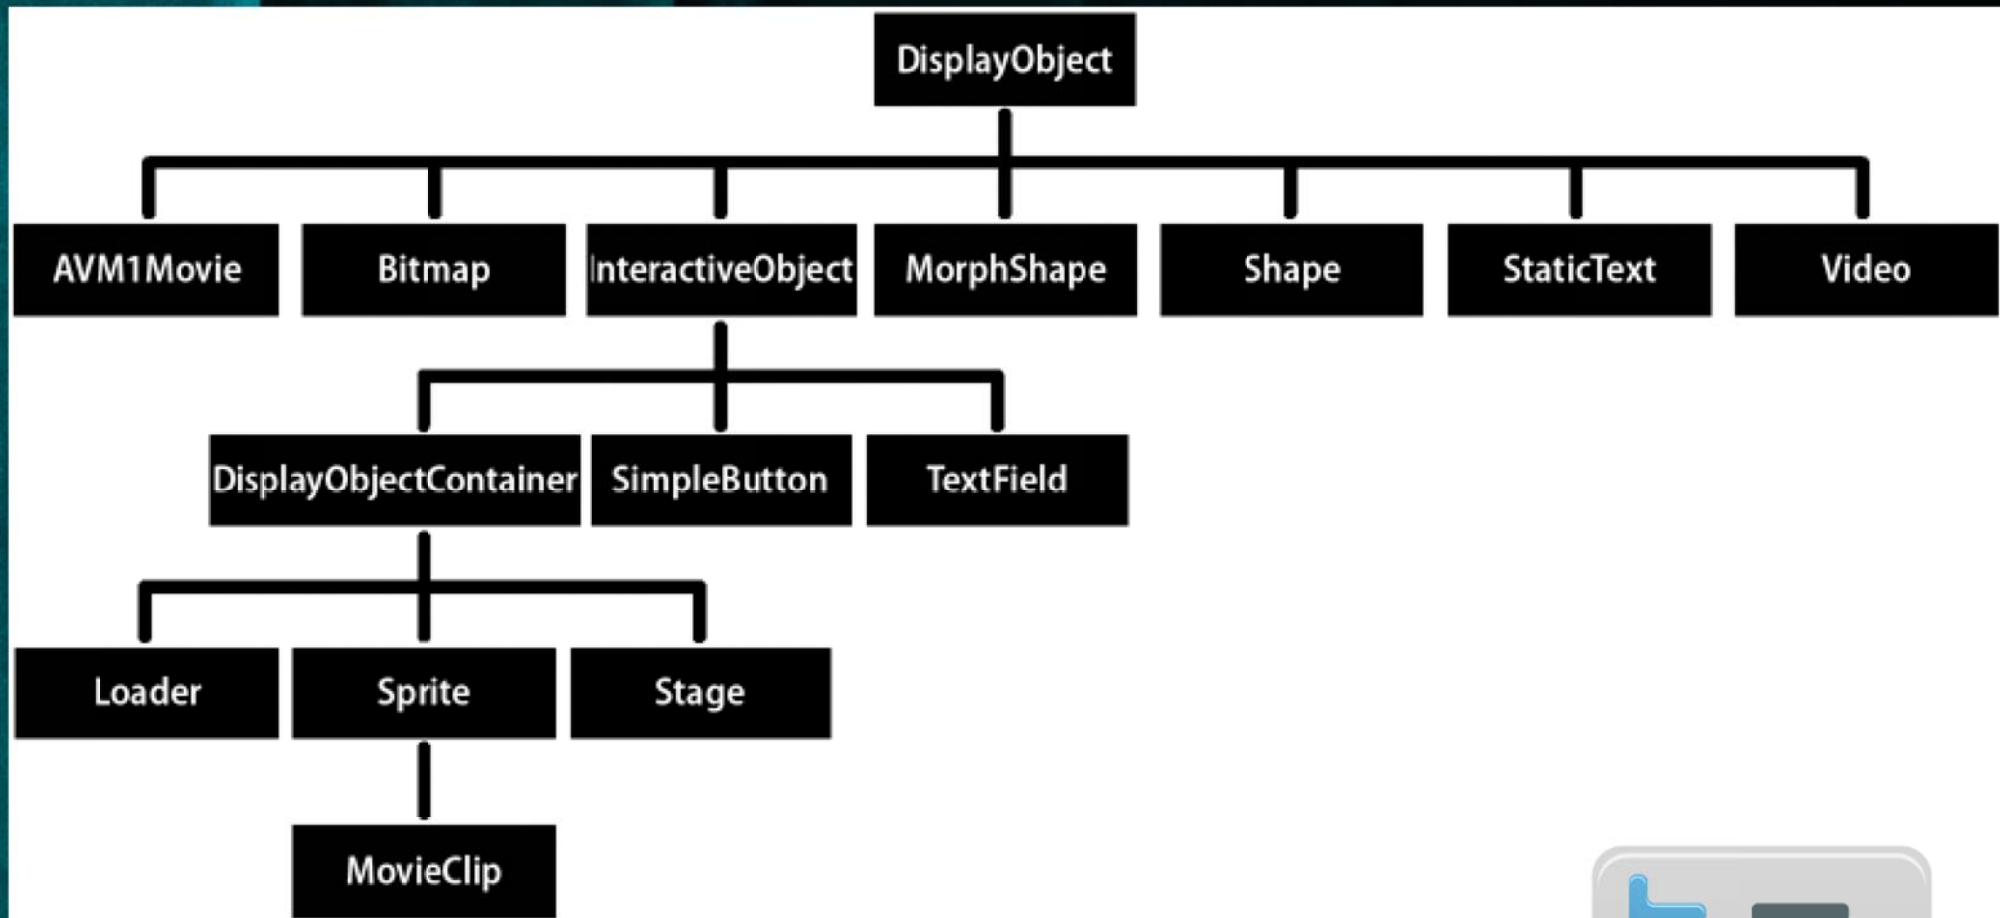 DisplayObject
AVM1Movie
Bitmap
InteractiveObject
MorphShape
Shape
StaticText
Video
DisplayObjectContainer
SimpleButton
TextField
Loader
Sprite
Stage
MovieClip